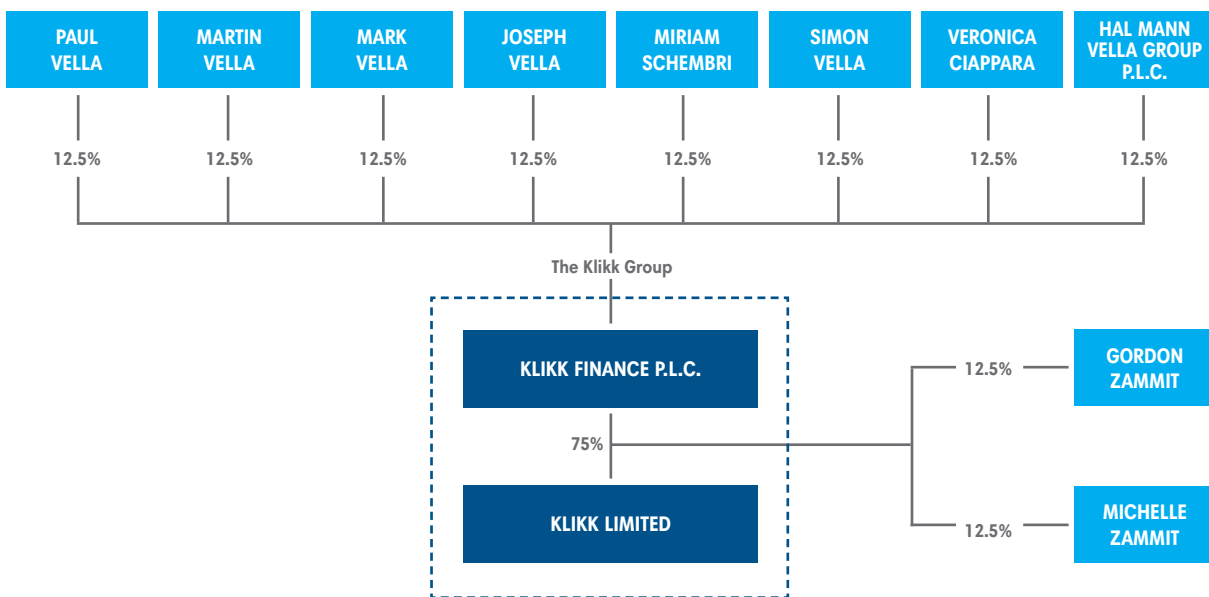 PAUL
VELLA
MARTIN
VELLA
MARK
VELLA
JOSEPH
VELLA
MIRIAM
SCHEMBRI
SIMON
VELLA
VERONICA
CIAPPARA
HAL MANN
VELLA GROUP
P.L.C.
12.5%
12.5%
12.5%
12.5%
12.5%
12.5%
12.5%
12.5%
The Klikk Group
KLIKK FINANCE P.L.C.
12.5%
GORDON
ZAMMIT
75%
KLIKK LIMITED
12.5%
MICHELLE
ZAMMIT